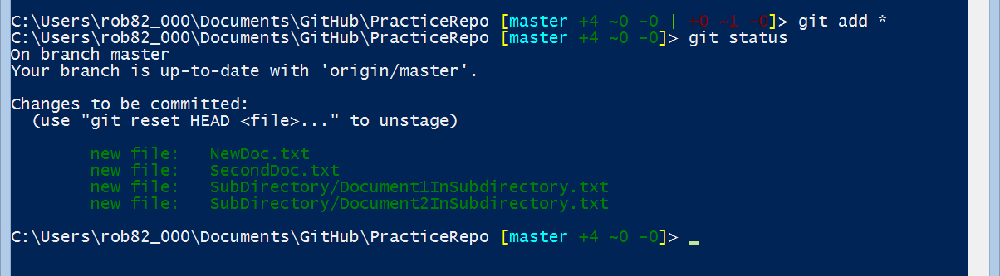 C:\Users\rob82_000\Documents\GitHub\PracticeRepo [master +4 ~0 -0 | +0 ~1 -0]> git add *
C:\Users\rob82_000\Documents\GitHub\PracticeRepo [master +4 ~0 -0]> git status
On branch master
Your branch is up-to-date with 'origin/master'.
Changes to be committed:
  (use "git reset HEAD <file>..." to unstage)
        new file:   NewDoc.txt
        new file:   SecondDoc.txt
        new file:   SubDirectory/Document1InSubdirectory.txt
        new file:   SubDirectory/Document2InSubdirectory.txt
C:\Users\rob82_000\Documents\GitHub\PracticeRepo [master +4 ~0 -0]> _